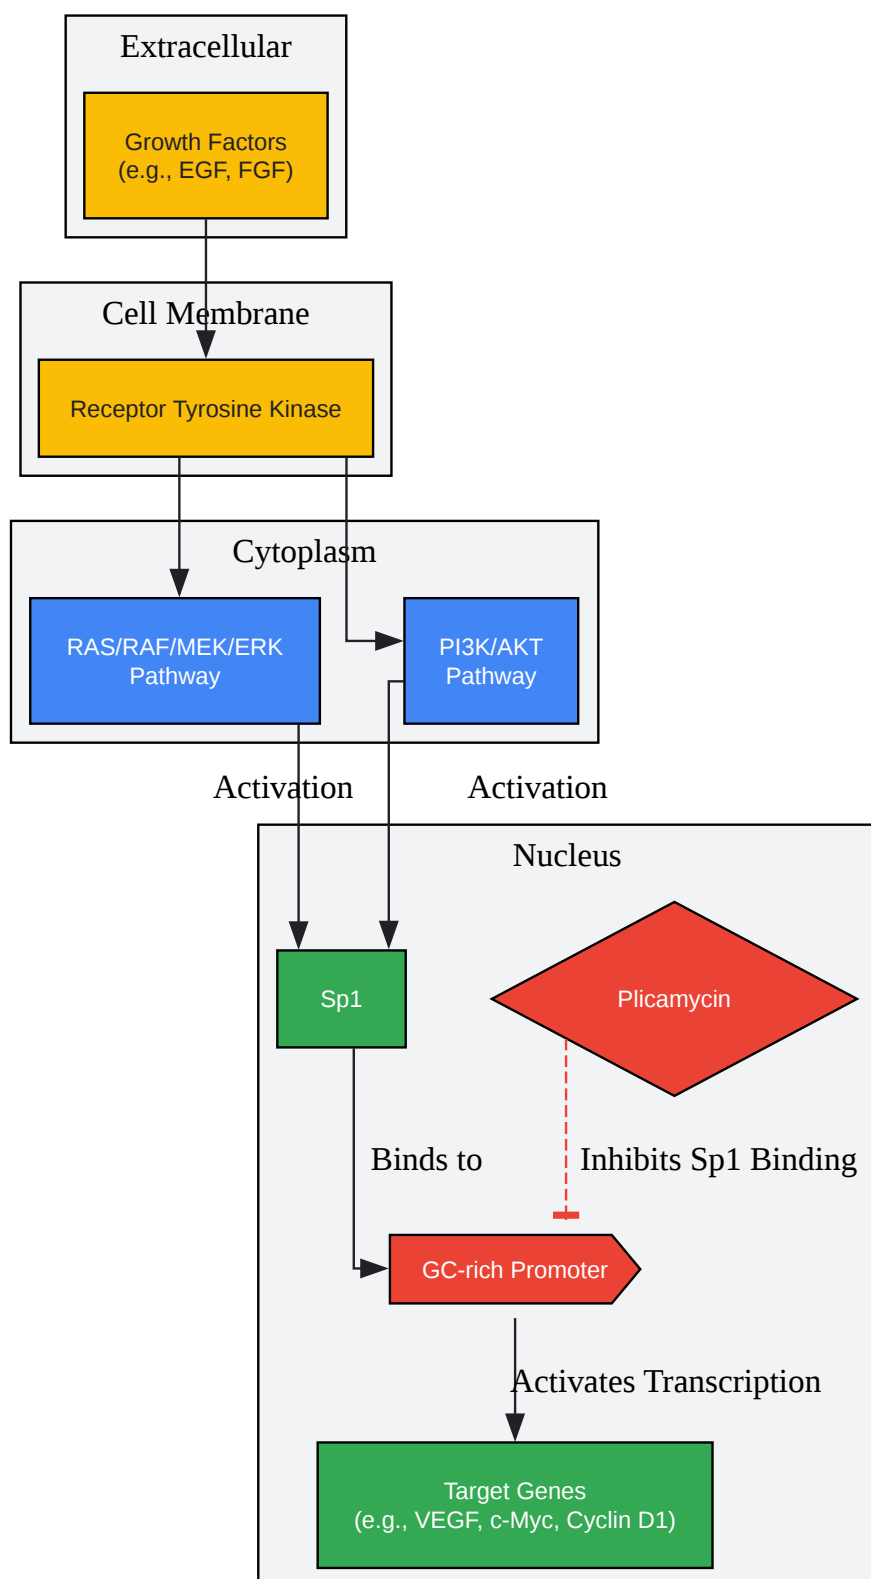 Extracellular
Growth Factors
(e.g., EGF, FGF)
Cell Membrane
Receptor Tyrosine Kinase
Cytoplasm
RAS/RAF/MEK/ERK
Pathway
PI3K/AKT
Pathway
Activation
Activation
Nucleus
Sp1
Plicamycin
Binds to
Inhibits Sp1 Binding
GC-rich Promoter
Activates Transcription
Target Genes
(e.g., VEGF, c-Myc, Cyclin D1)